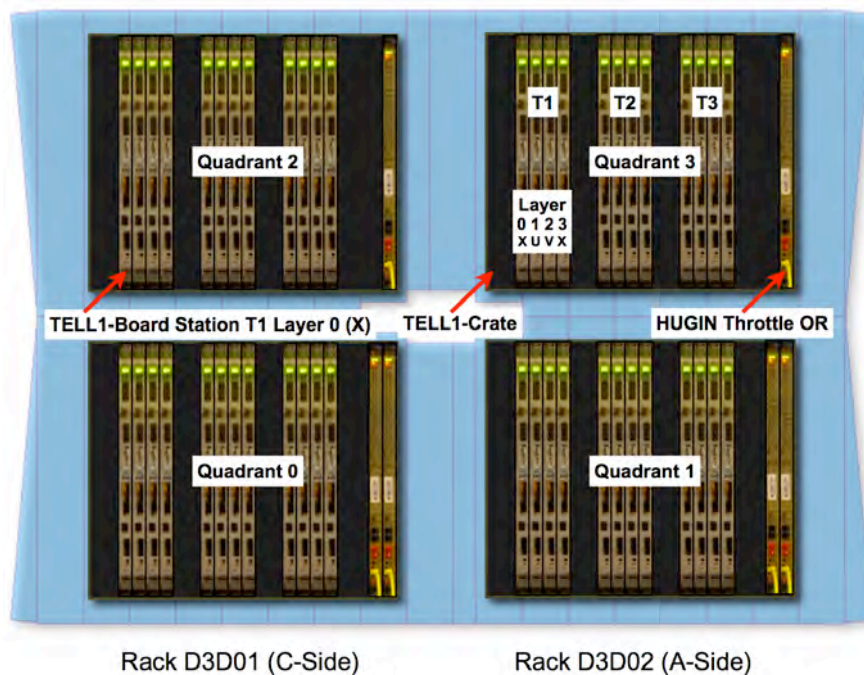 T1
T2
T3
Quadrant 2
Quadrant 3
Layer
0 1 2 3
X U V X
TELL1-Board Station T1 Layer 0 (X)
TELL1-Crate
HUGIN Throttle OR
Quadrant 0
Quadrant 1
Rack D3D01 (C-Side)
Rack D3D02 (A-Side)